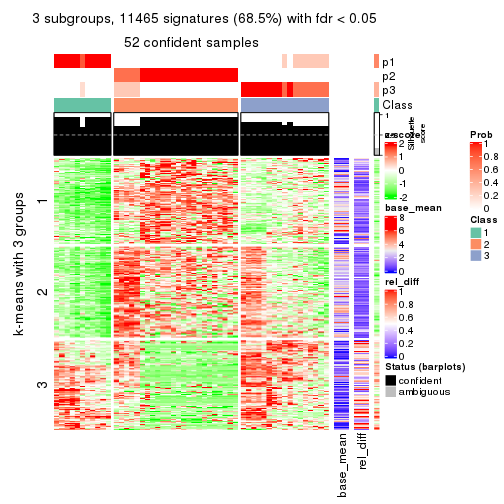 3 subgroups, 11465 signatures (68.5%) with fdr < 0.05
52 confident samples
p1
p2
p3
Class
1
Silhouette
score
z-score
2
1
0
-1
-2
base_mean
8
6
4
2
0
rel_diff
1
0.8
0.6
0.4
0.2
0
Status (barplots)
confident
ambiguous
Prob
1
0.8
0.6
0.4
0.2
0
Class
1
2
3
k-means with 3 groups
1
2
3
base_mean
rel_diff